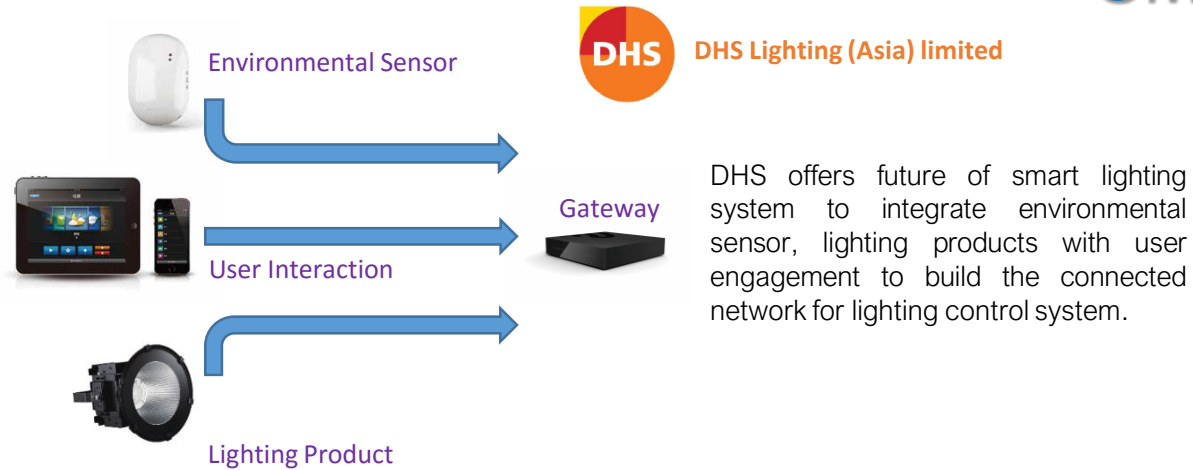 Environmental Sensor
DHS
DHS Lighting (Asia) limited
User Interaction
Gateway
DHS offers future of smart lighting
system to integrate environmental
sensor, lighting products with user
engagement to build the connected
network for lighting control system.
Lighting Product